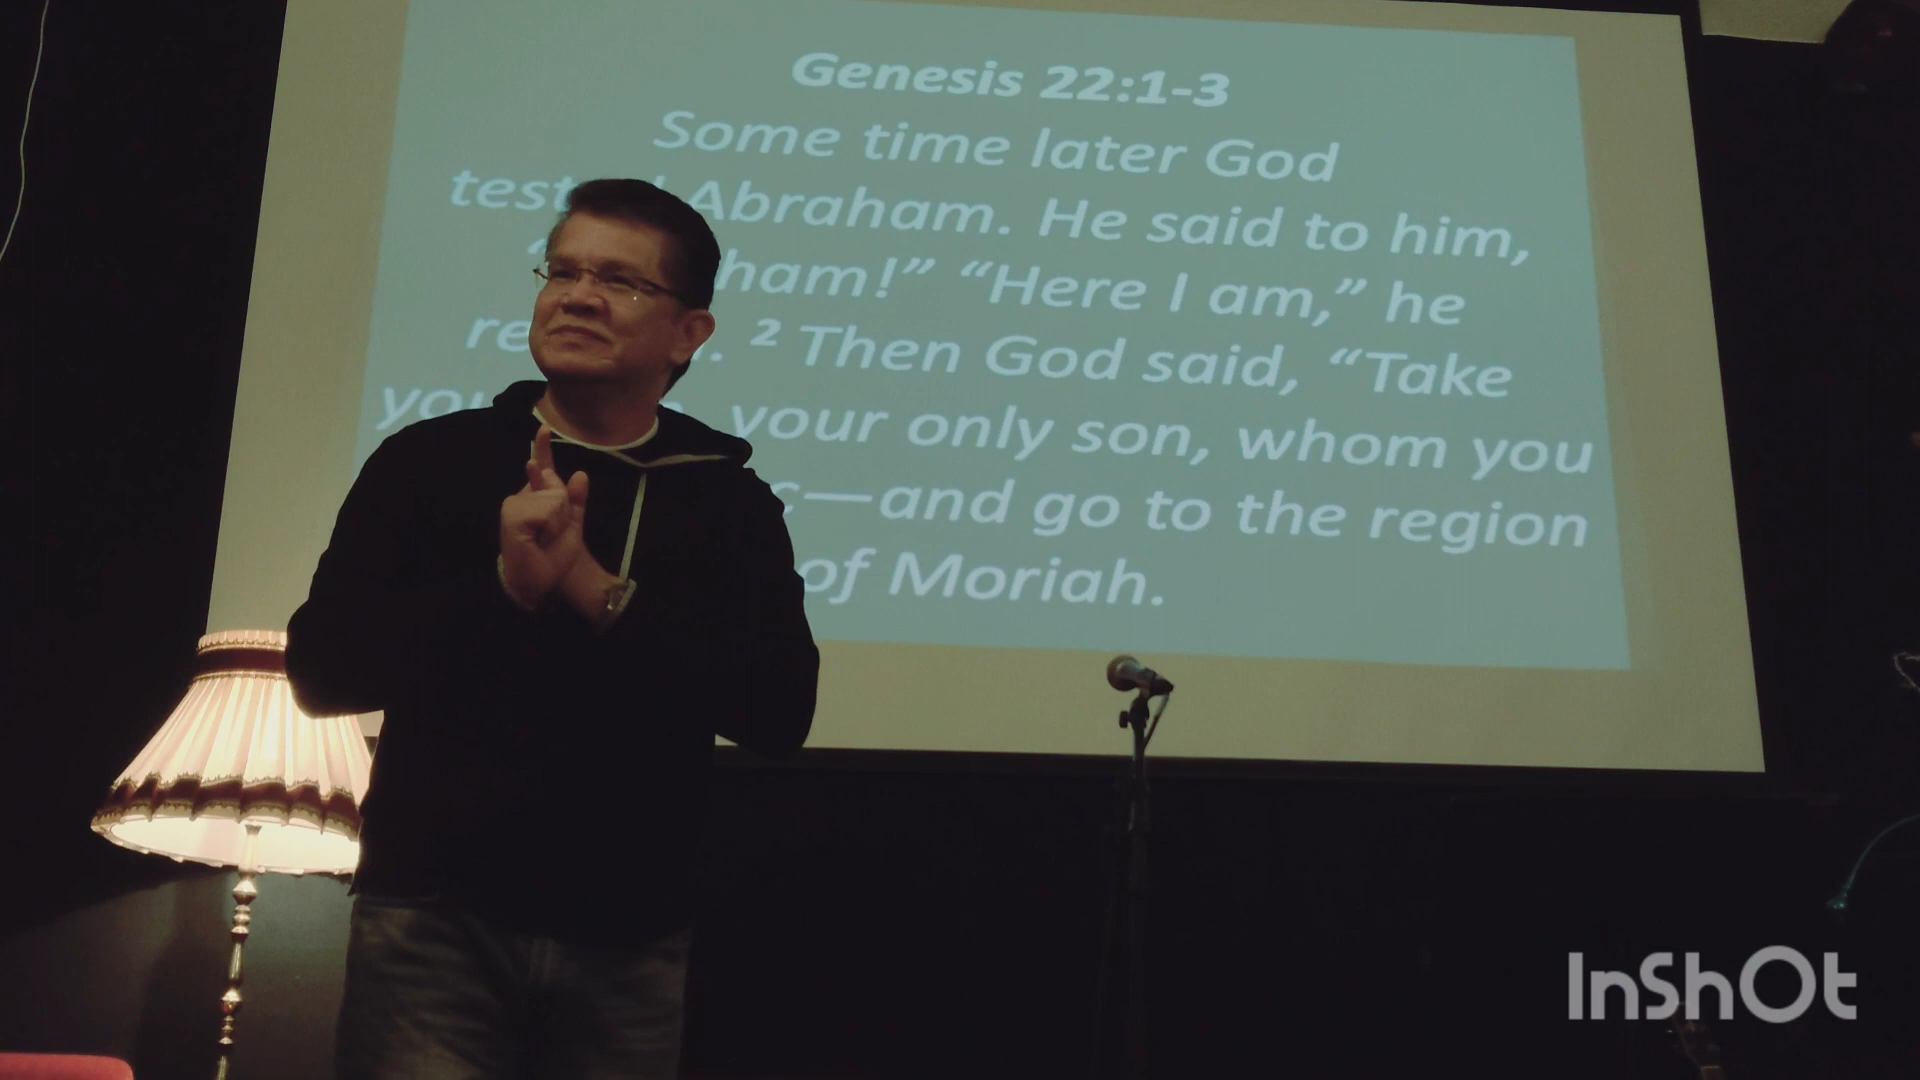 Genesis 22:1-3
Some time later God
Abraham. He said to him,
“Here I am,” he
² Then God said, “Take
your only son, whom you
—and go to the region
of Moriah.
InShOt